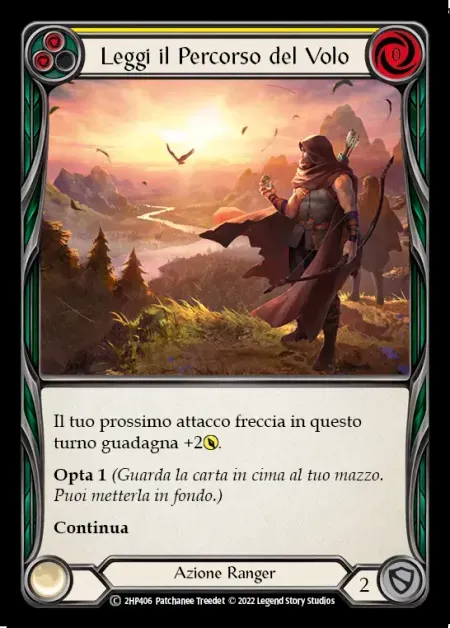 Leggi il Percorso del Volo
0
Il tuo prossimo attacco freccia in questo
turno guadagna +2.
Opta 1 (Guarda la carta in cima al tuo mazzo.
Puoi metterla in fondo.)
Continua
Azione Ranger
2
C 2HP406 Patchanee Treedet © 2022 Legend Story Studios